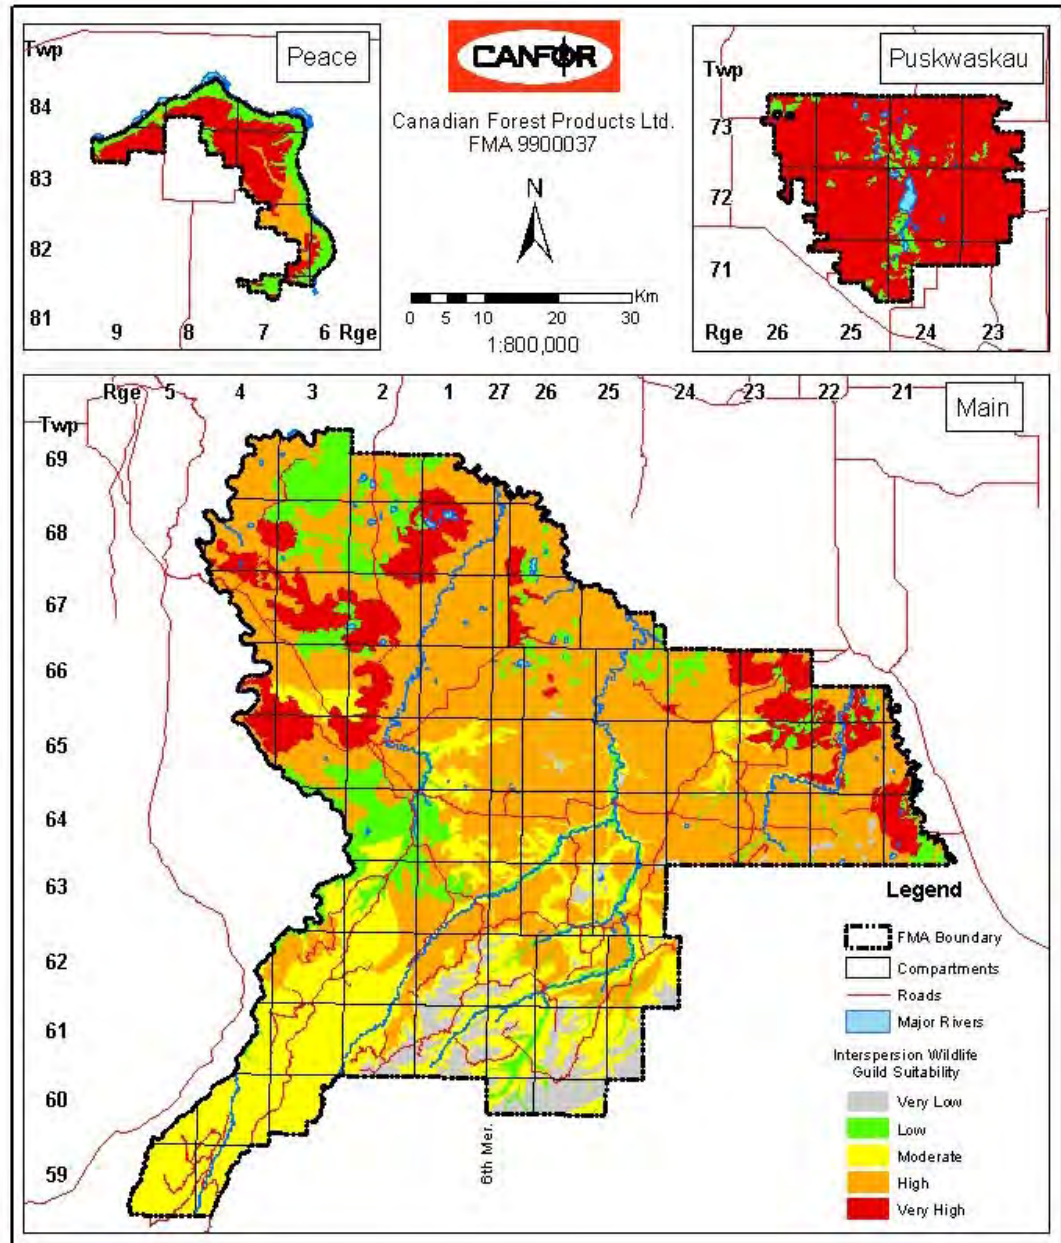 Peace
Twp
84
83
82
81
9 8 7 6 Rge
CANFOR
Canadian Forest Products Ltd.
FMA 9900037
N
Km
0 5 10 20 30
1:800,000
Puskwaskau
Twp
73
72
71
Rge 26 25 24 23
Main
Rge 5 4 3 2 1 27 26 25 24 23 22 21
Twp
69
68
67
66
65
64
63
62
61
60
59
6th Mer.
Legend
FMA Boundary
Compartments
Roads
Major Rivers
Interspersion Wildlife
Guild Suitability
Very Low
Low
Moderate
High
Very High